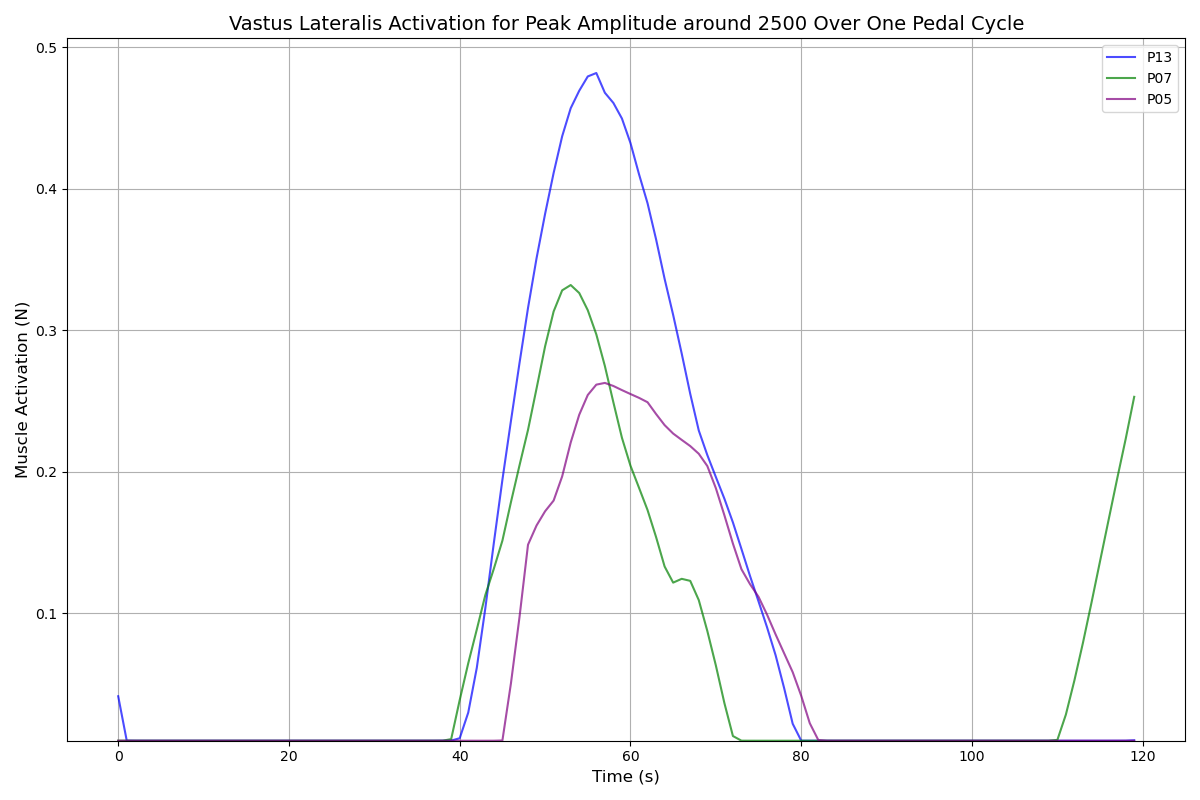 Vastus Lateralis Activation for Peak Amplitude around 2500 Over One Pedal Cycle
P13
P07
P05
Muscle Activation (N)
0.5
0.4
0.3
0.2
0.1
0 20 40 60 80 100 120
Time (s)